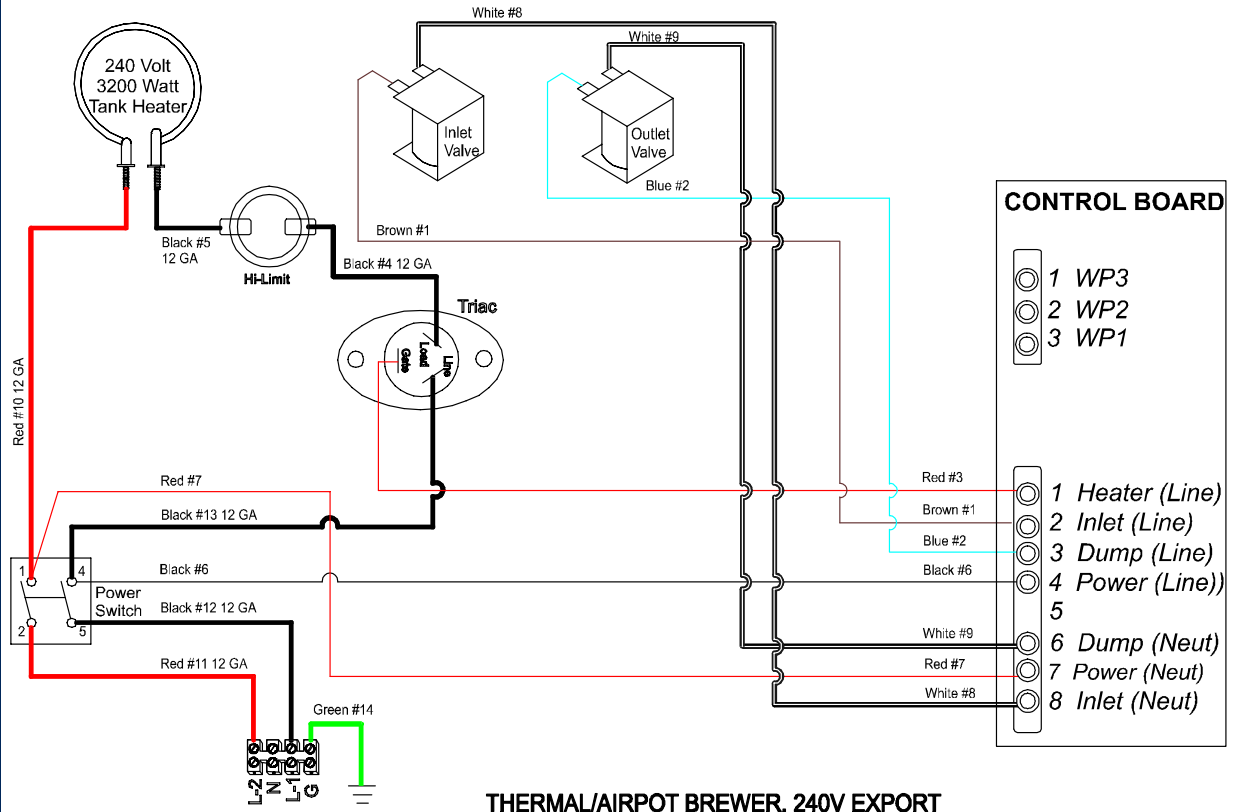 White #8
White #9
240 Volt
3200 Watt
Tank Heater
Inlet
Valve
Outlet
Valve
Blue #2
CONTROL BOARD
Brown #1
Black #5
12 GA
Black #4 12 GA
Hi-Limit
1 WP3
2 WP2
3 WP1
Triac
Gate
Load
Line
Red #10 12 GA
Red #7
Red #3
1 Heater (Line)
Black #13 12 GA
Brown #1
2 Inlet (Line)
Blue #2
3 Dump (Line)
1
4
Black #6
Black #6
4 Power (Line))
Power
Switch
Black #12 12 GA
5
2
5
White #9
6 Dump (Neut)
Red #11 12 GA
Red #7
7 Power (Neut)
White #8
8 Inlet (Neut)
Green #14
L-2
N
L-1
G
THERMAL/AIRPOT BREWER, 240V EXPORT